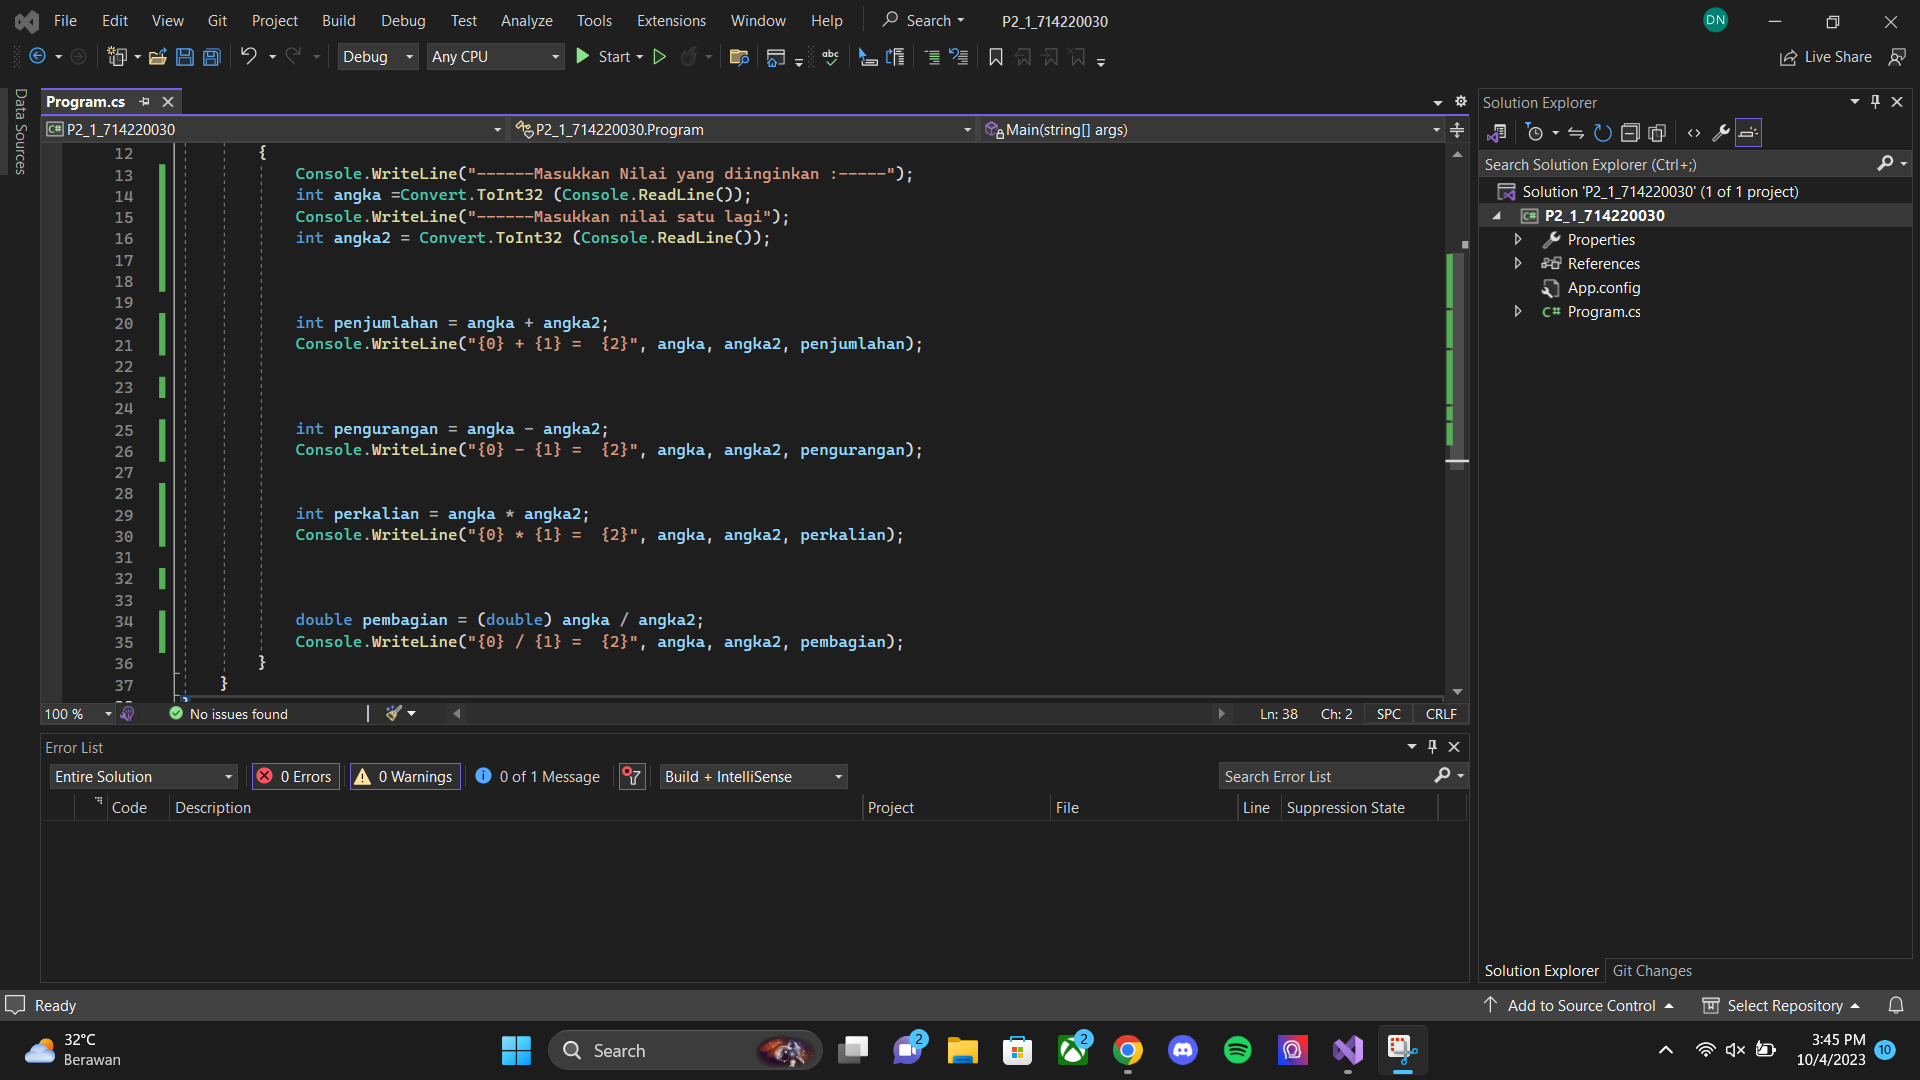 File Edit View Git Project Build Debug Test Analyze Tools Extensions Window Help Search P2_1_714220030 DN
Debug Any CPU Start Live Share
Data Sources
Program.cs
P2_1_714220030 P2_1_714220030.Program Main(string[] args)
12 {
13 Console.WriteLine("------Masukkan Nilai yang diinginkan :-----");
14 int angka =Convert.ToInt32 (Console.ReadLine());
15 Console.WriteLine("------Masukkan nilai satu lagi");
16 int angka2 = Convert.ToInt32 (Console.ReadLine());
17
18
19
20 int penjumlahan = angka + angka2;
21 Console.WriteLine("{0} + {1} =  {2}", angka, angka2, penjumlahan);
22
23
24
25 int pengurangan = angka - angka2;
26 Console.WriteLine("{0} - {1} =  {2}", angka, angka2, pengurangan);
27
28
29 int perkalian = angka * angka2;
30 Console.WriteLine("{0} * {1} =  {2}", angka, angka2, perkalian);
31
32
33
34 double pembagian = (double) angka / angka2;
35 Console.WriteLine("{0} / {1} =  {2}", angka, angka2, pembagian);
36 }
37 }
100 % No issues found Ln: 38 Ch: 2 SPC CRLF
Error List
Entire Solution 0 Errors 0 Warnings 0 of 1 Message Build + IntelliSense Search Error List
Code Description Project File Line Suppression State
Solution Explorer
Search Solution Explorer (Ctrl+;)
Solution 'P2_1_714220030' (1 of 1 project)
P2_1_714220030
Properties
References
App.config
C# Program.cs
Solution Explorer Git Changes
Ready Add to Source Control Select Repository
32°C
Berawan
Search
2
2
3:45 PM
10/4/2023
10